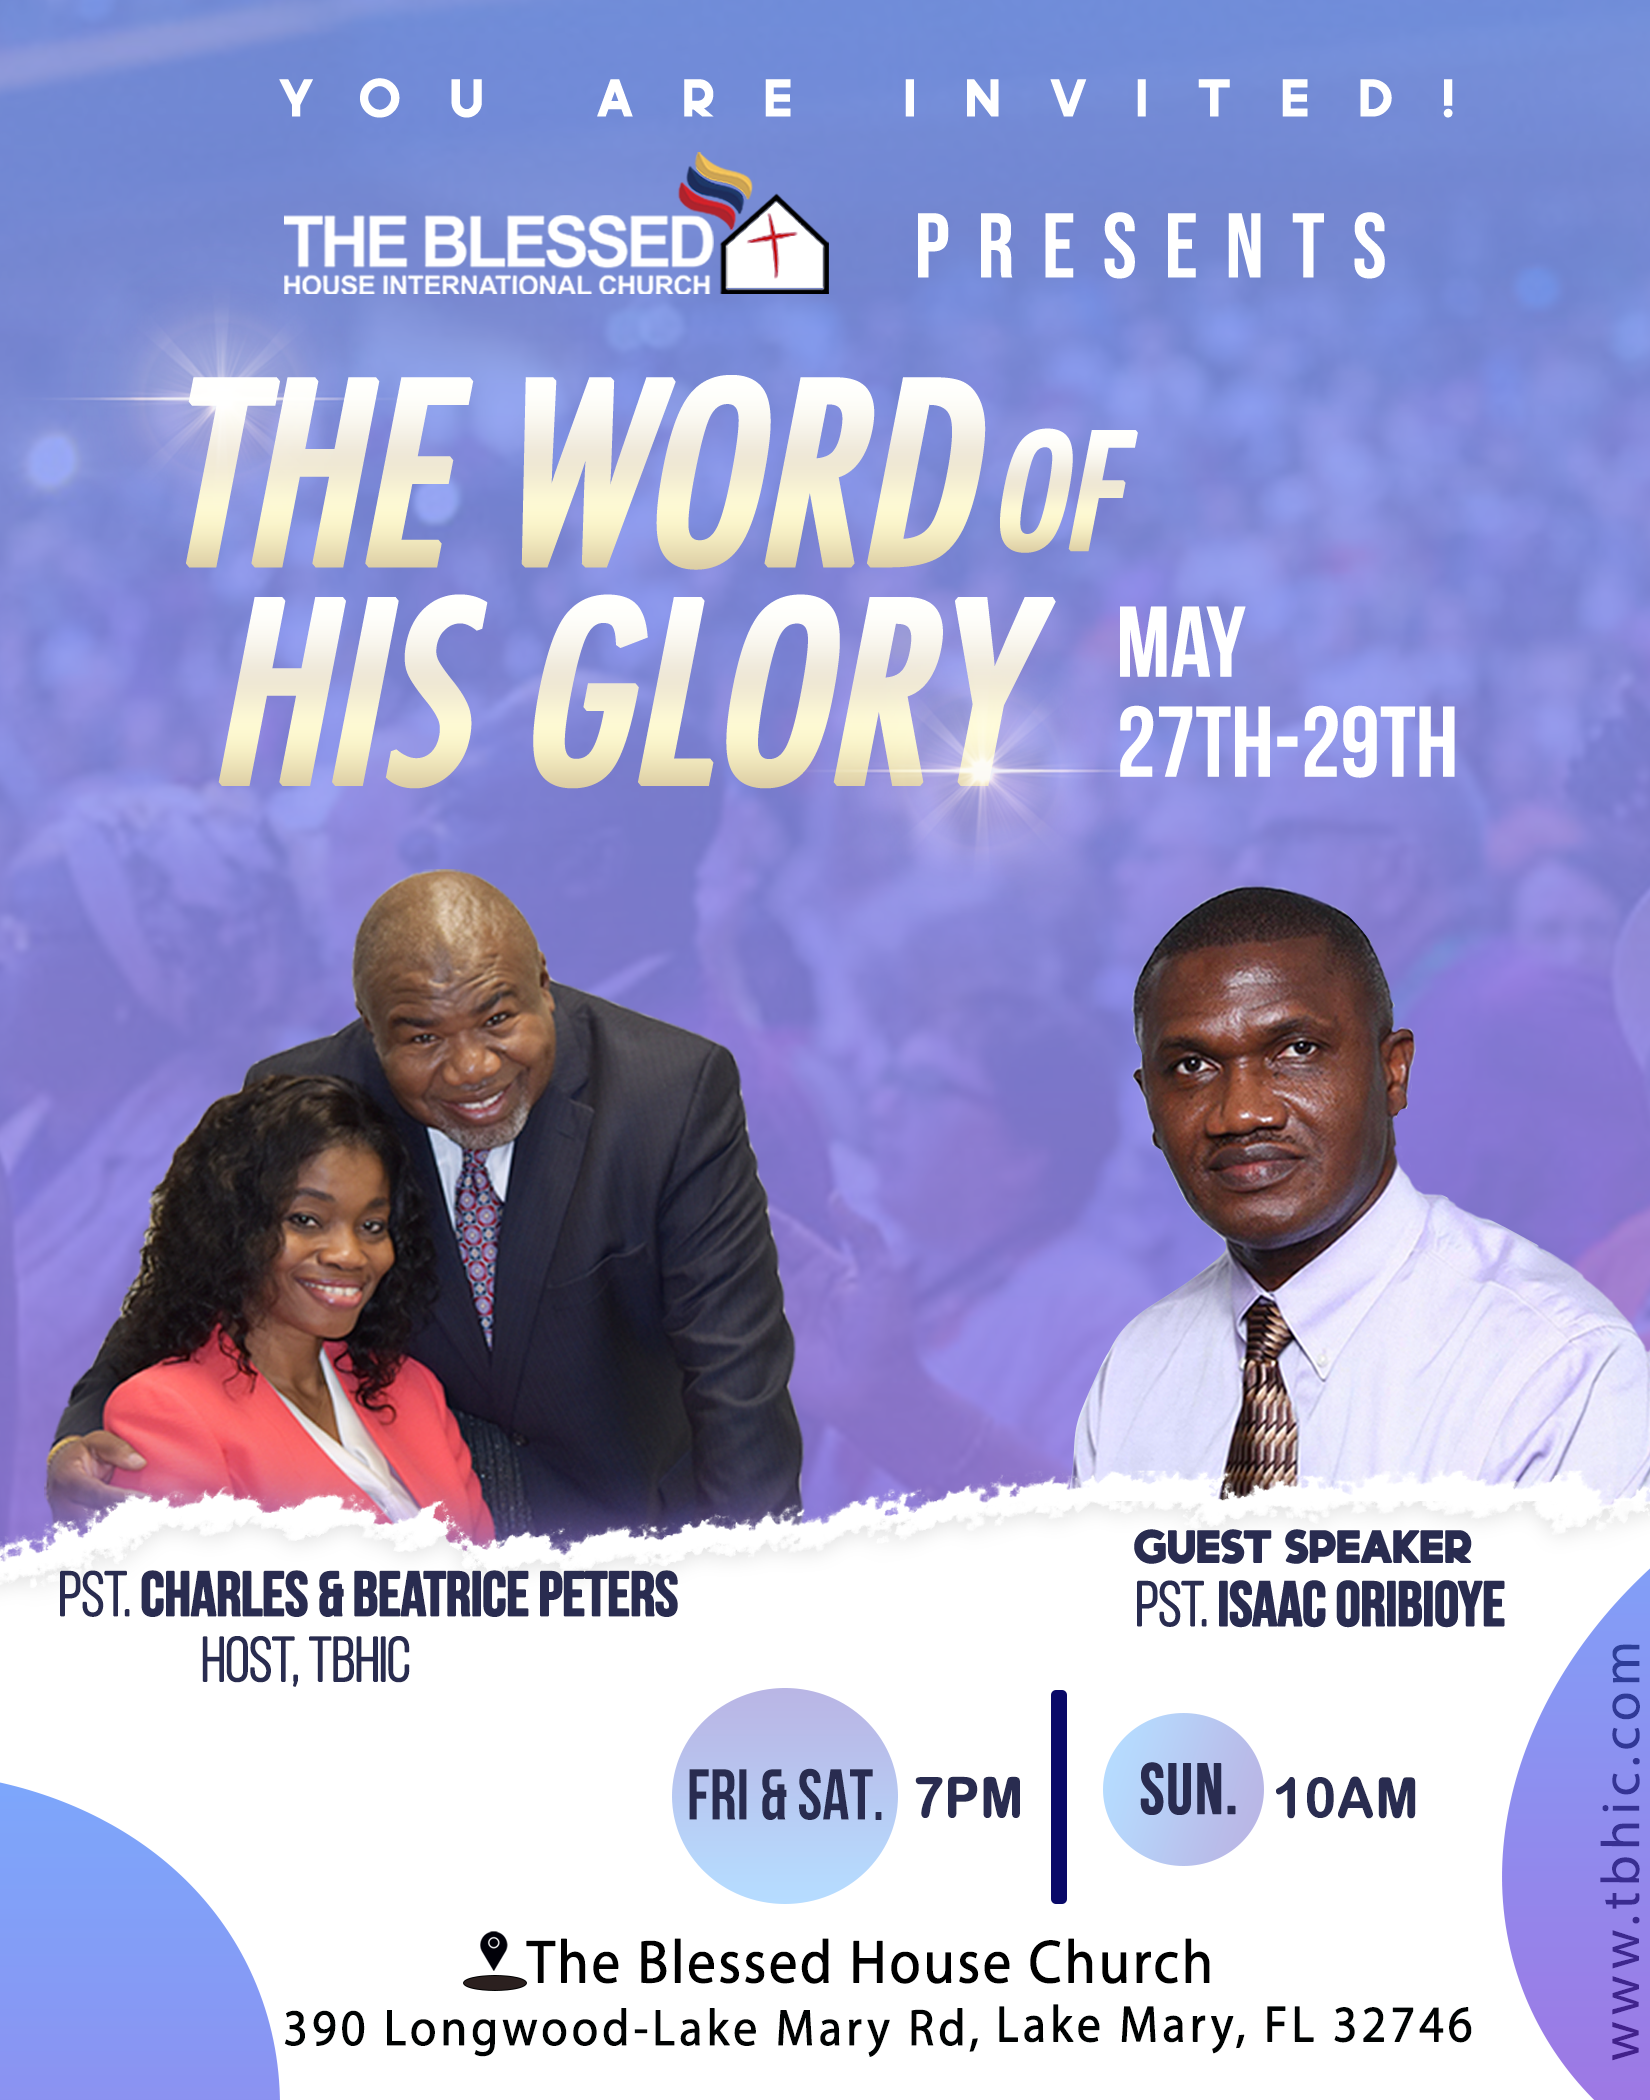 YOU ARE INVITED!
THE BLESSED
HOUSE INTERNATIONAL CHURCH
PRESENTS
THE WORD OF
HIS GLORY
MAY
27TH-29TH
PST. CHARLES & BEATRICE PETERS
HOST, TBHIC
GUEST SPEAKER
PST. ISAAC ORIBIOYE
FRI & SAT. 7PM
SUN. 10AM
The Blessed House Church
390 Longwood-Lake Mary Rd, Lake Mary, FL 32746
www.tbhic.com